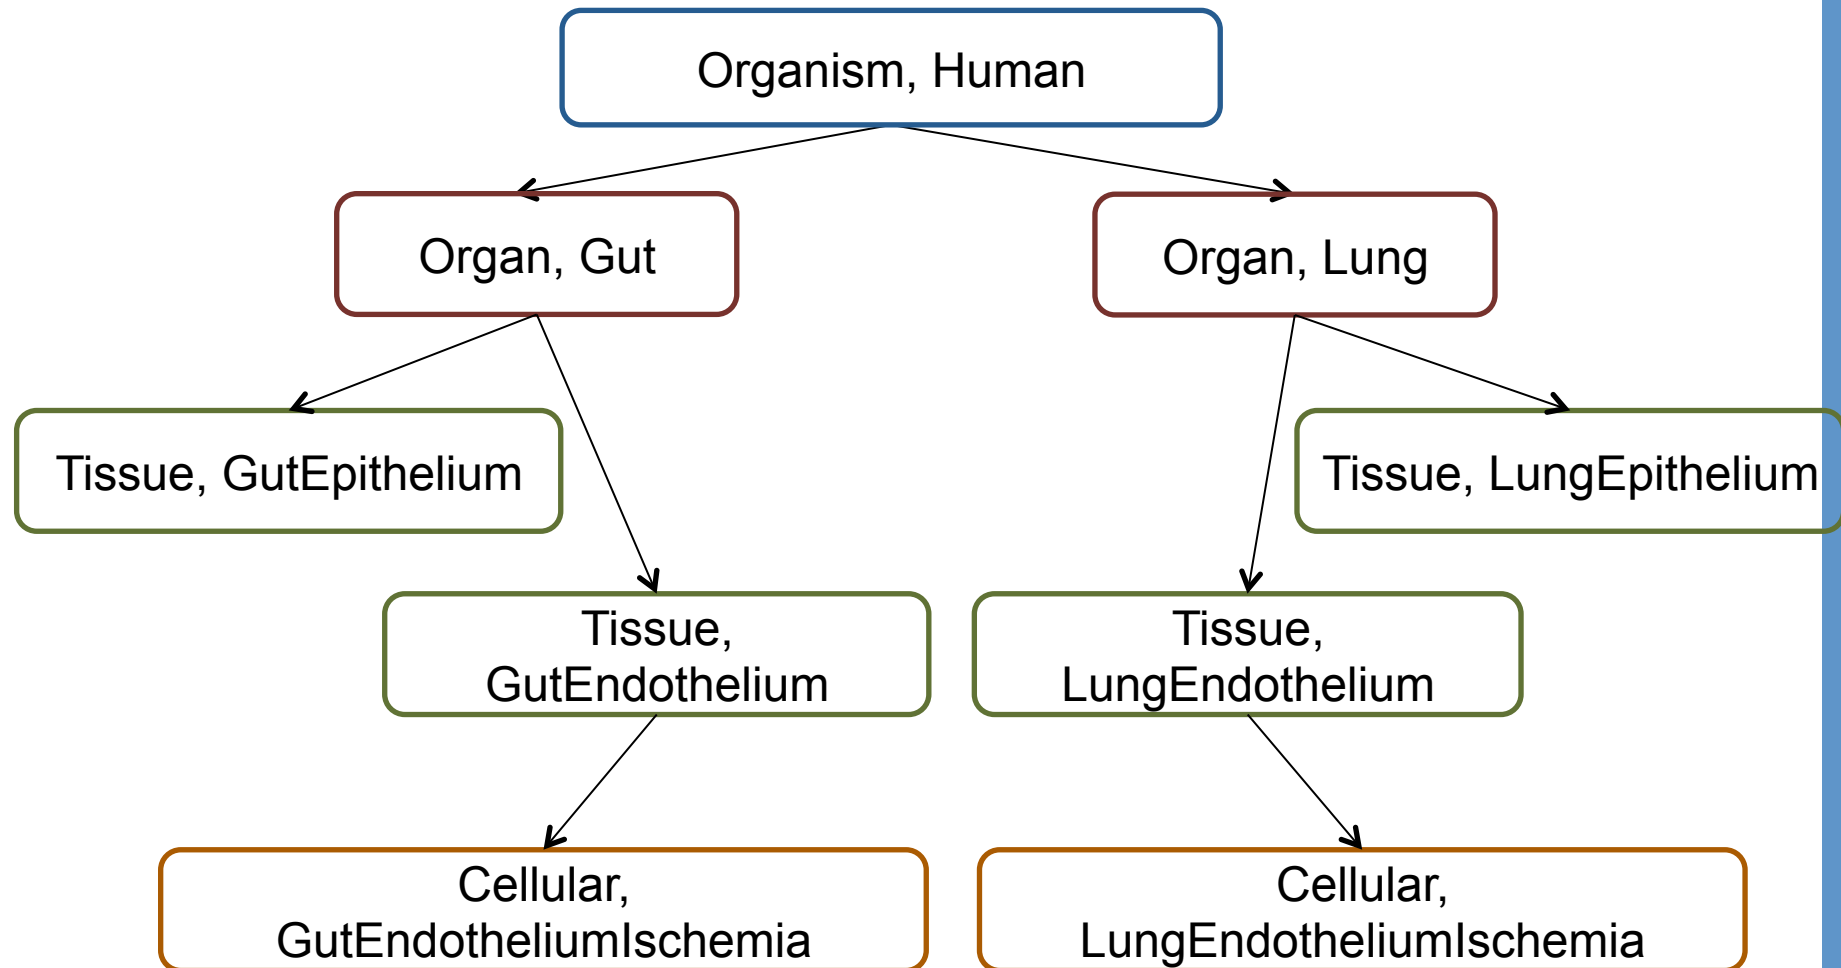 Organism, Human
Organ, Gut
Organ, Lung
Tissue, GutEpithelium
Tissue, LungEpithelium
Tissue,
GutEndothelium
Tissue,
LungEndothelium
Cellular,
GutEndotheliumIschemia
Cellular,
LungEndotheliumIschemia